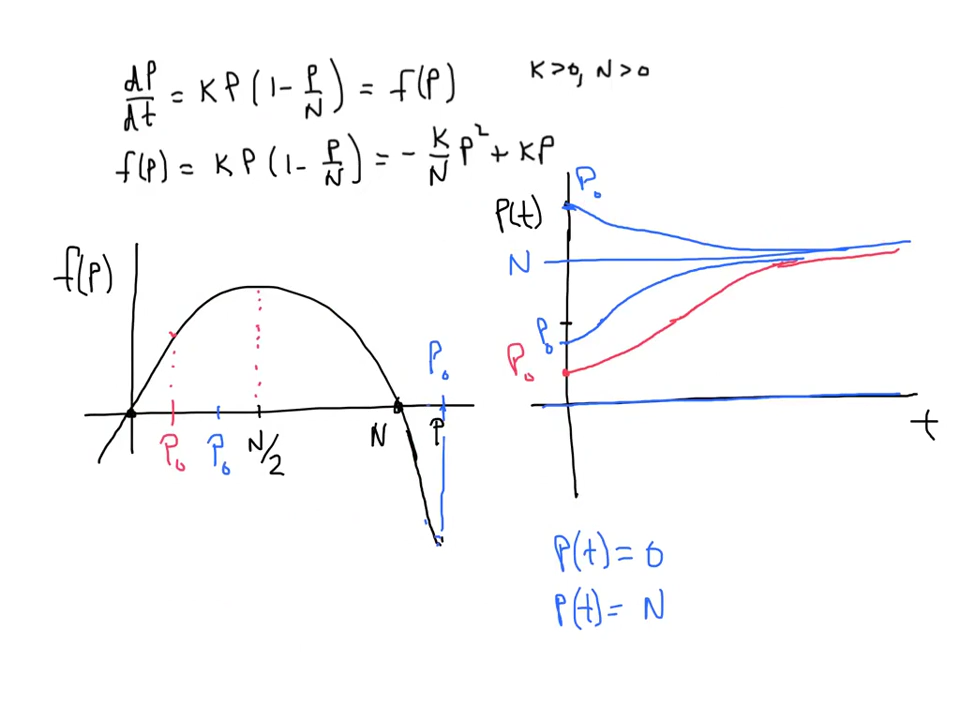 dP/dt = KP(1-P/N) = f(P)
K>0, N>0
f(P) = KP(1-P/N) = -K/N P² + KP
f(P)
P₀
P₀
N/2
N
P₀
P
P(t)
P₀
N
P₀
P₀
t
P(t) = 0
P(t) = N